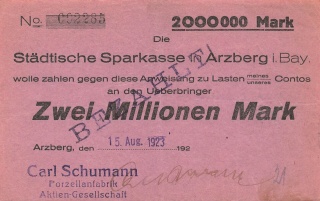 No. 002285 2000000 Mark
Die
Städtische Sparkasse in Arzberg i. Bay.
wolle zahlen gegen diese Anweisung zu Lasten meines unseres Contos
an den Ueberbringer
Zwei Millionen Mark
BEZAHLT!
Arzberg, den 15. Aug. 1923 192
Carl Schumann
Porzellanfabrik
Aktien-Gesellschaft